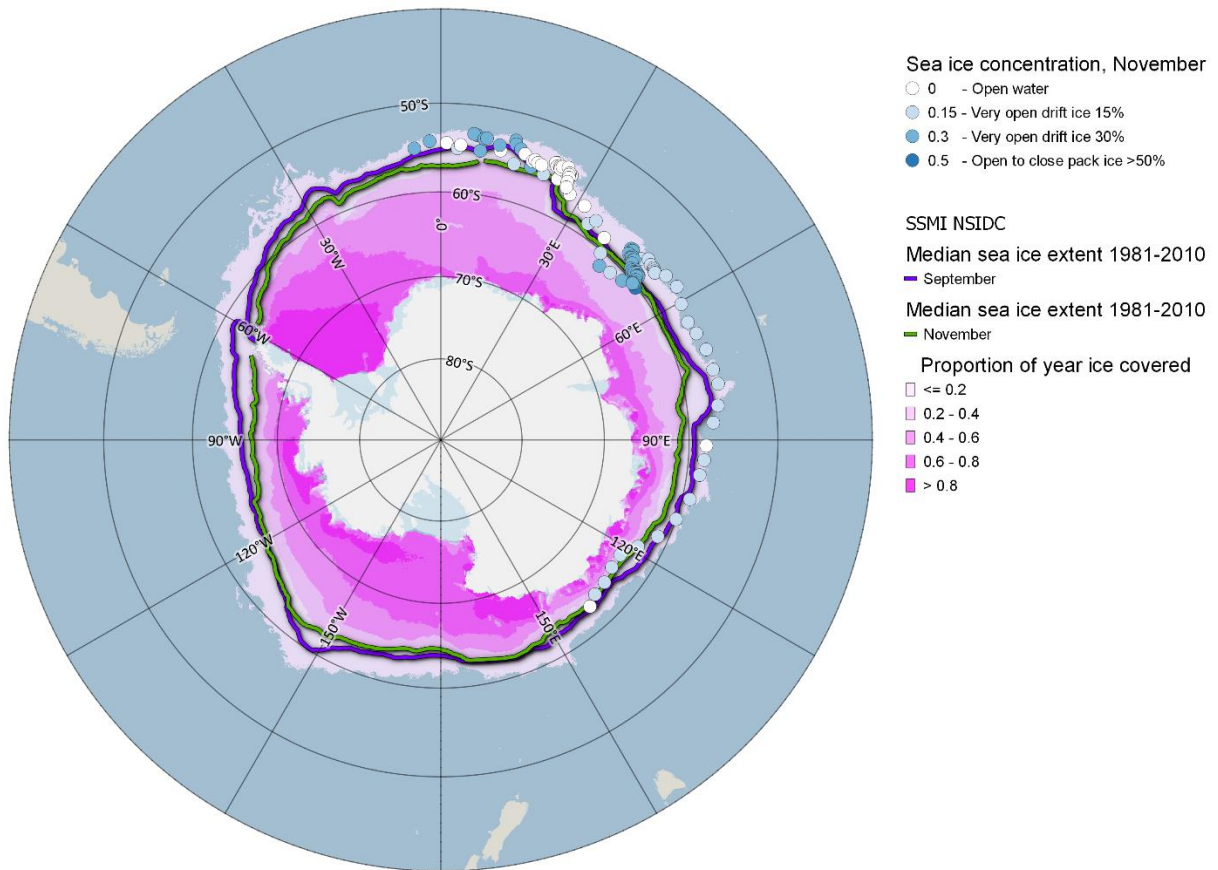 Sea ice concentration, November
0 - Open water
0.15 - Very open drift ice 15%
0.3 - Very open drift ice 30%
0.5 - Open to close pack ice >50%
SSMI NSIDC
Median sea ice extent 1981-2010
September
Median sea ice extent 1981-2010
November
Proportion of year ice covered
<= 0.2
0.2 - 0.4
0.4 - 0.6
0.6 - 0.8
> 0.8
50°S
60°S
0°
30°W
30°E
70°S
60°W
60°E
80°S
90°W
90°E
120°W
120°E
150°W
150°E